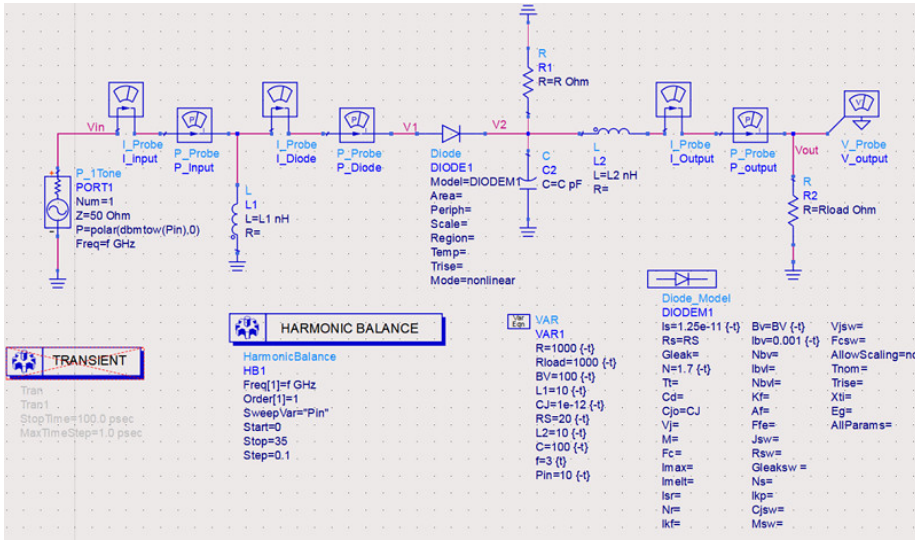 R
R1
R=R Ohm
Vin
I_Probe
I_input
P_Probe
P_input
I_Probe
I_Diode
P_Probe
P_Diode
V1
V2
Diode
DIODE1
Model=DIODEM1
Area=
Periph=
Scale=
Region=
Temp=
Trise=
Mode=nonlinear
C
C2
C=C pF
L
L2
L=L2 nH
R=
I_Probe
I_Output
P_Probe
P_output
Vout
V_Probe
V_output
R
R2
R=Rload Ohm
P_1Tone
PORT1
Num=1
Z=50 Ohm
P=polar(dbmtow(Pin),0)
Freq=f GHz
L
L1
L=L1 nH
R=
TRANSIENT
Tran
Tran1
StopTime=100.0 psec
MaxTimeStep=1.0 psec
HARMONIC BALANCE
HarmonicBalance
HB1
Freq[1]=f GHz
Order[1]=1
SweepVar="Pin"
Start=0
Stop=35
Step=0.1
Var
Eqn
VAR
VAR1
R=1000 {-t}
Rload=1000 {-t}
BV=100 {-t}
L1=10 {-t}
CJ=1e-12 {-t}
RS=20 {-t}
L2=10 {-t}
C=100 {-t}
f=3 {t}
Pin=10 {-t}
Diode_Model
DIODEM1
Is=1.25e-11 {-t}
Rs=RS
Gleak=
N=1.7 {-t}
Tt=
Cd=
Cjo=CJ
Vj=
M=
Fc=
Imax=
Imelt=
Isr=
Nr=
Ikf=
Bv=BV {-t}
Ibv=0.001 {-t}
Nbv=
Ibvl=
Nbvl=
Kf=
Af=
Ffe=
Jsw=
Rsw=
Gleaksw =
Ns=
Ikp=
Cjsw=
Msw=
Vjsw=
Fcsw=
AllowScaling=no
Tnom=
Trise=
Xti=
Eg=
AllParams=